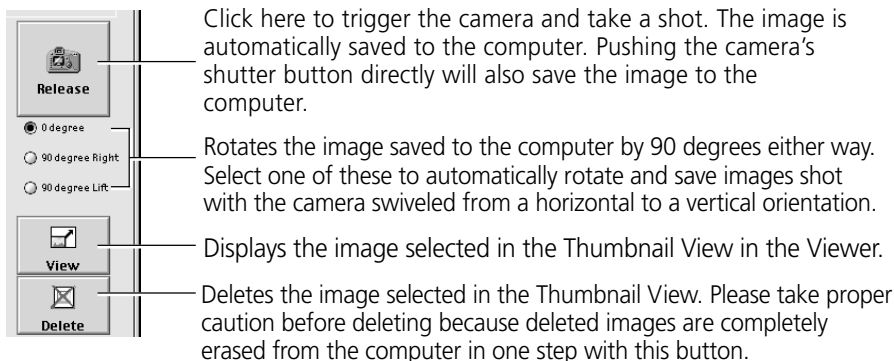 Click here to trigger the camera and take a shot. The image is
automatically saved to the computer. Pushing the camera's
shutter button directly will also save the image to the
computer.
Release
0 degree
90 degree Right
90 degree Lift
Rotates the image saved to the computer by 90 degrees either way.
Select one of these to automatically rotate and save images shot
with the camera swiveled from a horizontal to a vertical orientation.
View
Displays the image selected in the Thumbnail View in the Viewer.
Delete
Deletes the image selected in the Thumbnail View. Please take proper
caution before deleting because deleted images are completely
erased from the computer in one step with this button.